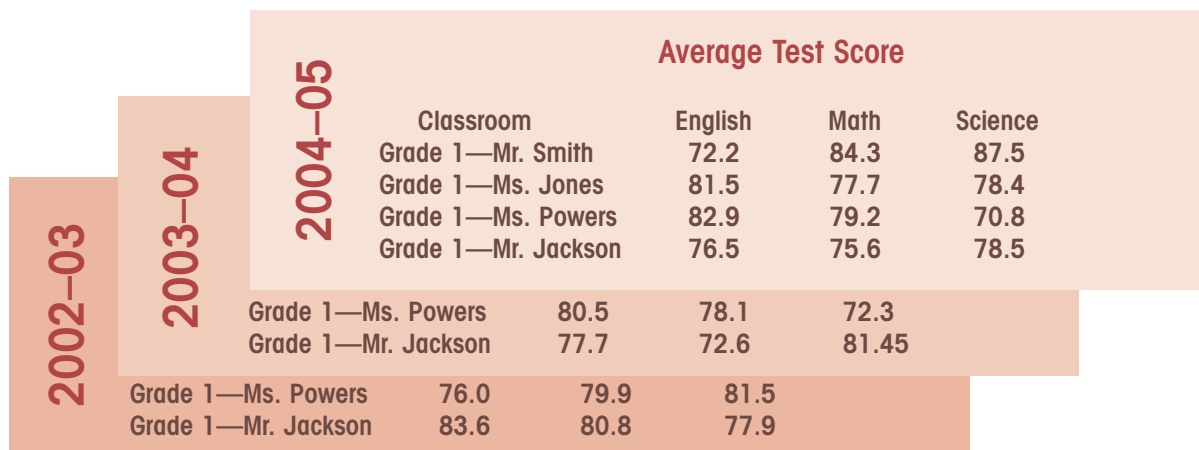 Average Test Score
2004–05
Classroom English Math Science
Grade 1—Mr. Smith 72.2 84.3 87.5
Grade 1—Ms. Jones 81.5 77.7 78.4
Grade 1—Ms. Powers 82.9 79.2 70.8
Grade 1—Mr. Jackson 76.5 75.6 78.5
2003–04
Grade 1—Ms. Powers 80.5 78.1 72.3
Grade 1—Mr. Jackson 77.7 72.6 81.45
2002–03
Grade 1—Ms. Powers 76.0 79.9 81.5
Grade 1—Mr. Jackson 83.6 80.8 77.9